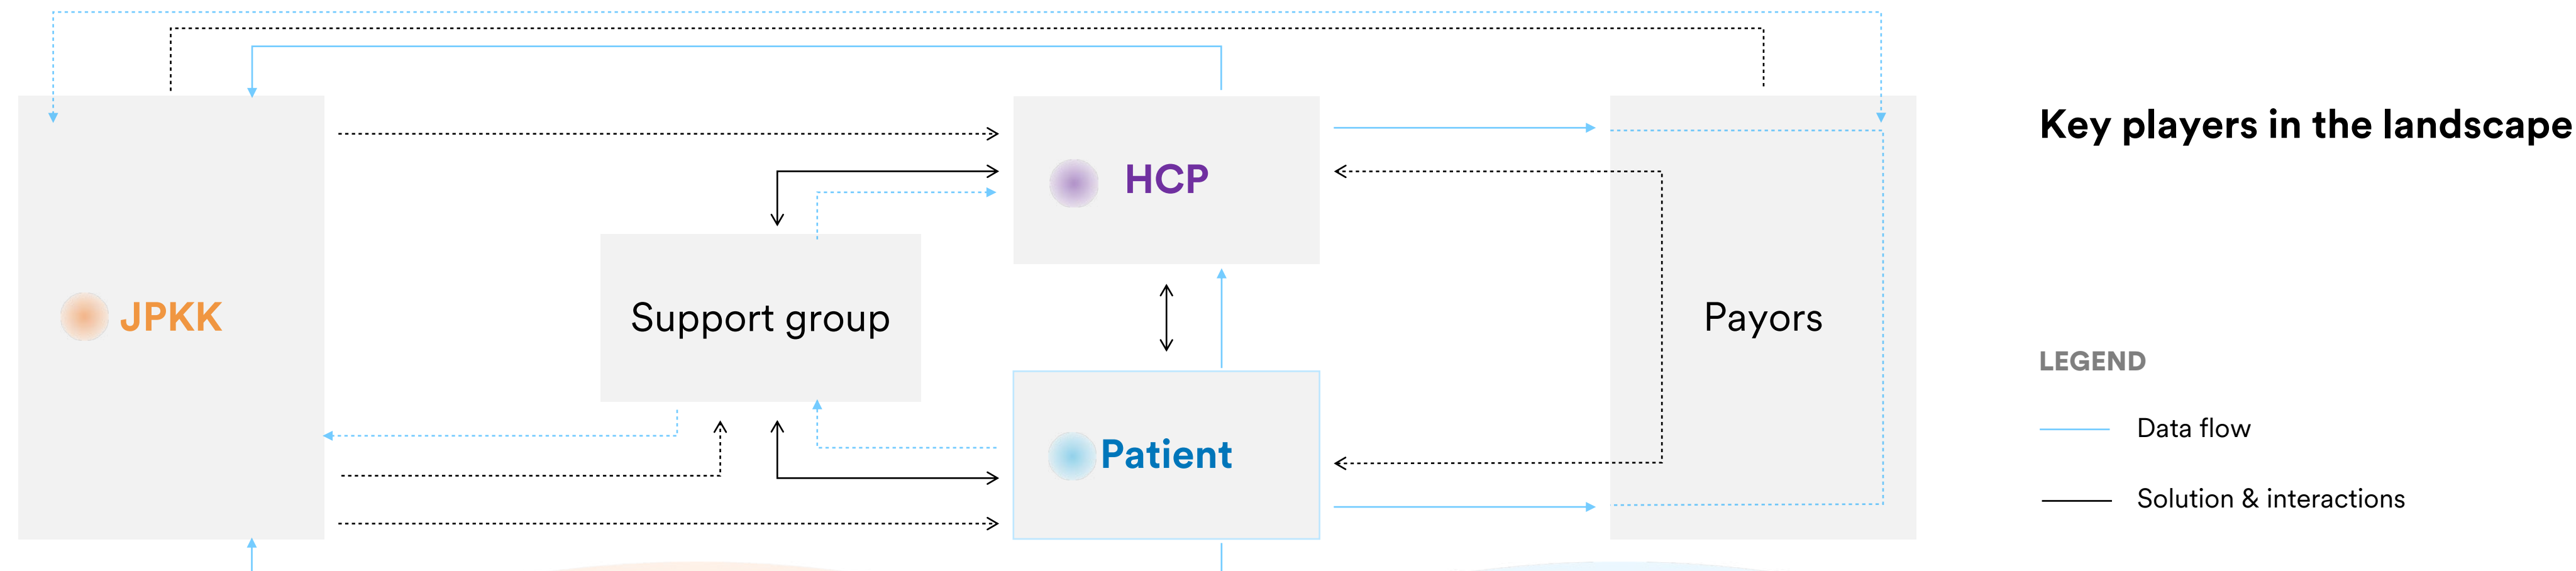 Key players in the landscape
HCP
JPKK
Support group
Payors
Patient
LEGEND
Data flow
Solution & interactions